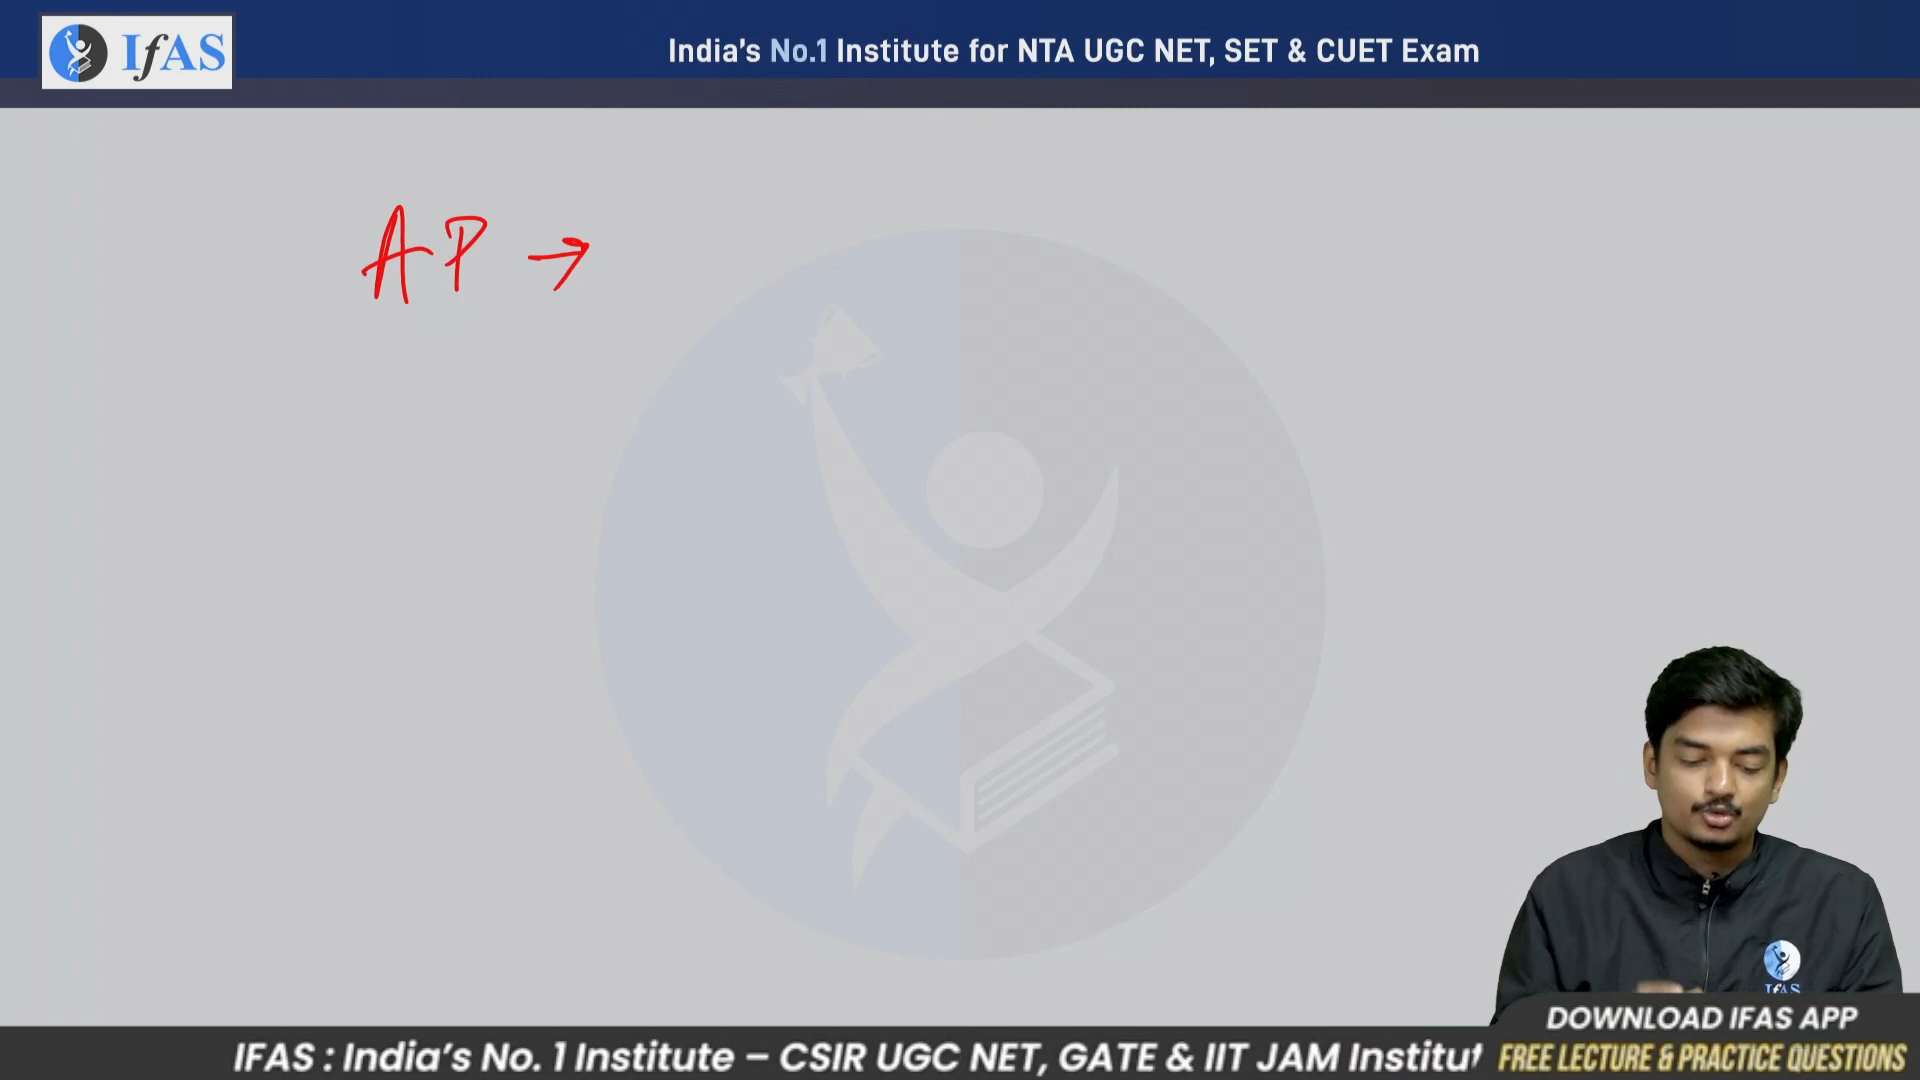 IfAS
India's No.1 Institute for NTA UGC NET, SET & CUET Exam
AP →
IfAS
DOWNLOAD IFAS APP
IFAS : India's No. 1 Institute – CSIR UGC NET, GATE & IIT JAM Institut
FREE LECTURE & PRACTICE QUESTIONS